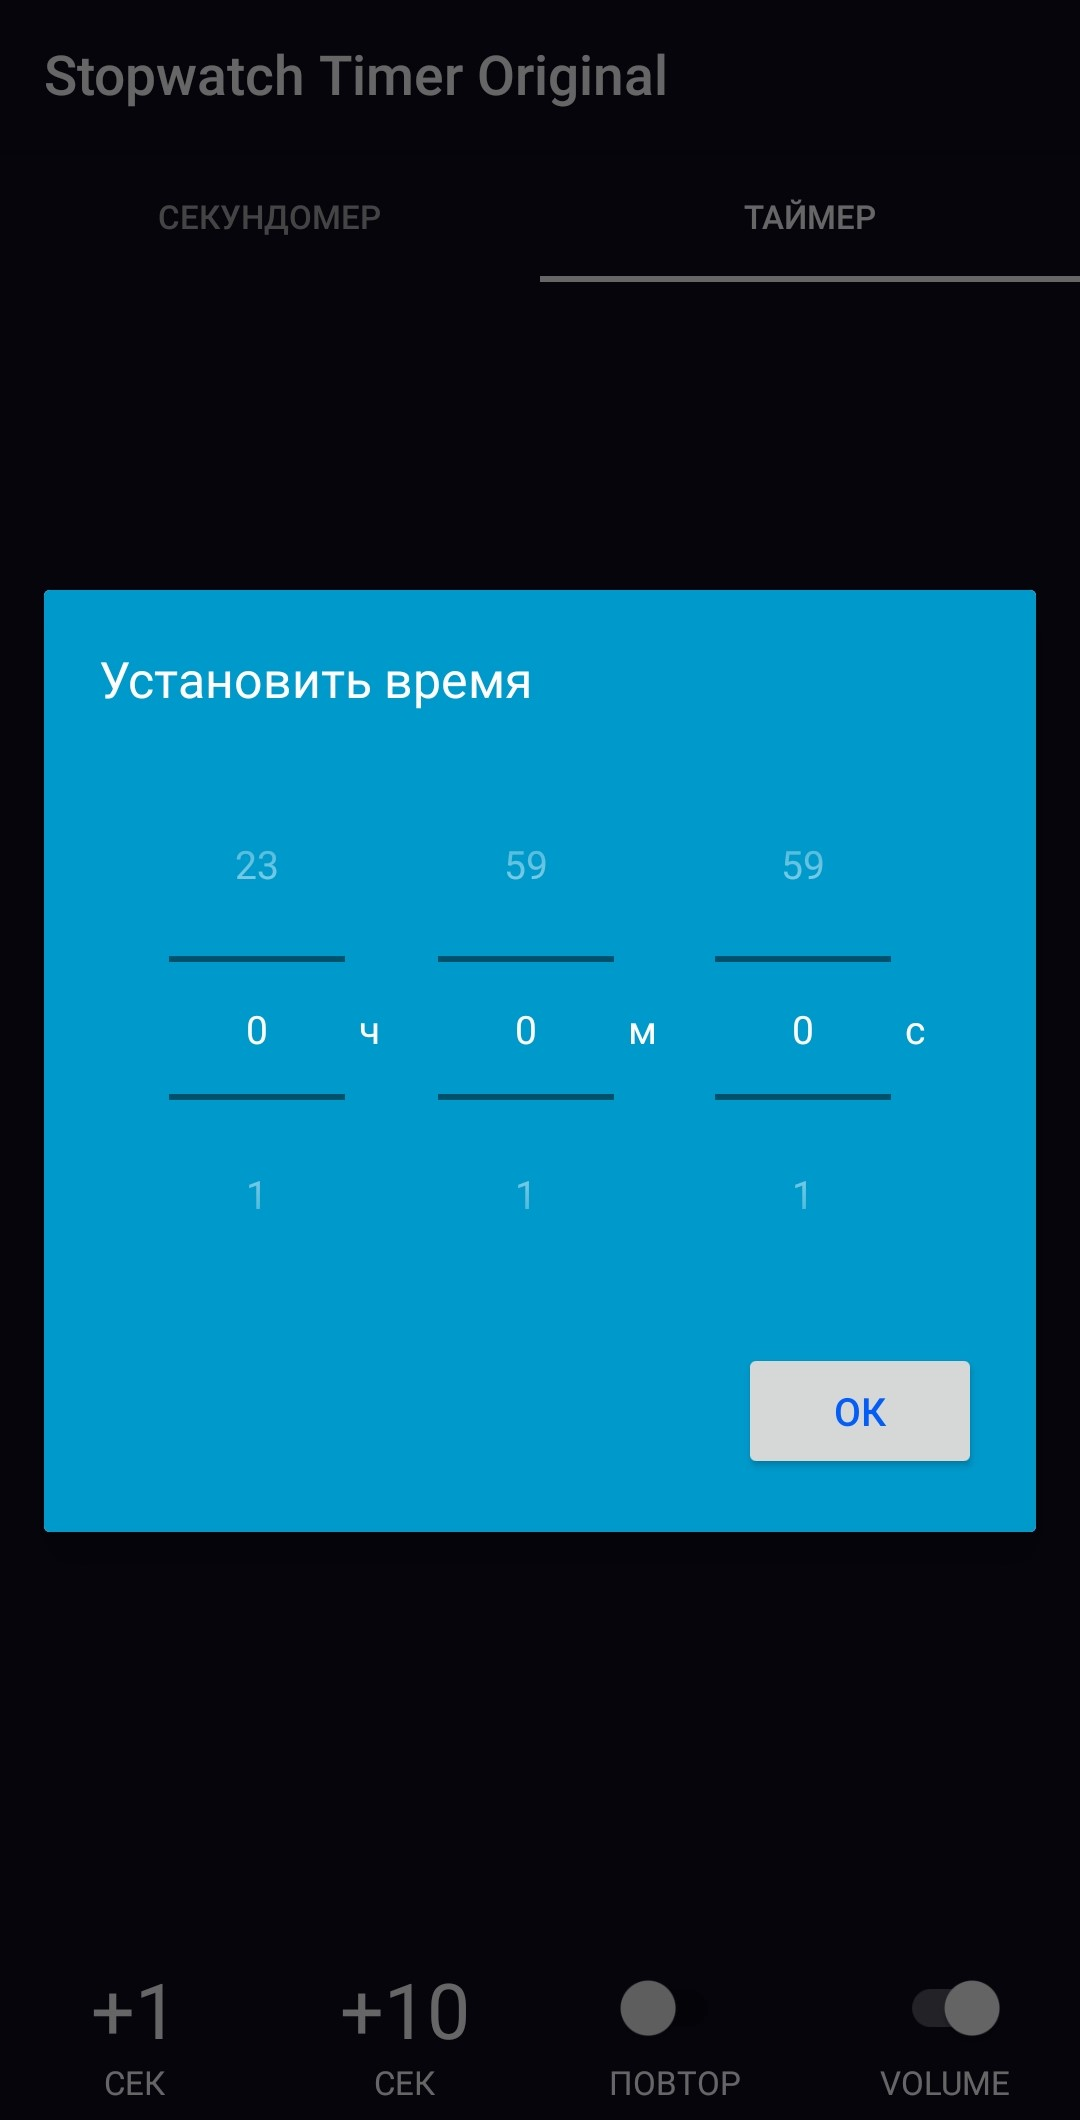 Stopwatch Timer Original
СЕКУНДОМЕР ТАЙМЕР
Установить время
23 59 59
0 ч 0 м 0 с
1 1 1
ОК
+1 +10
СЕК СЕК ПОВТОР VOLUME